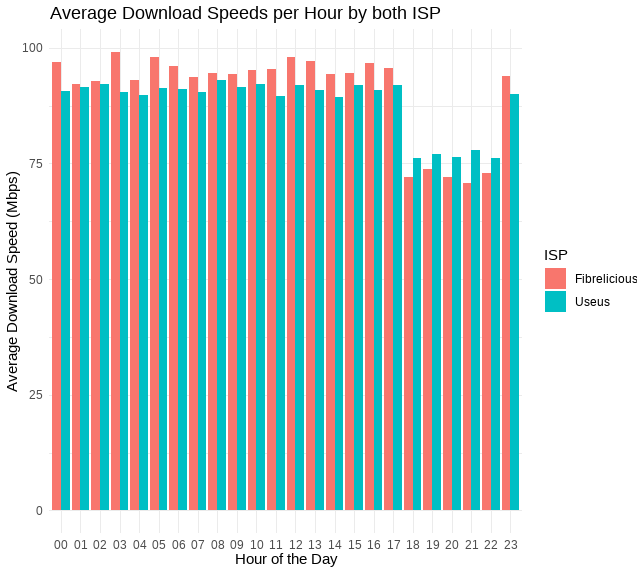 Average Download Speeds per Hour by both ISP
Average Download Speed (Mbps)
100
75
50
25
0
00 01 02 03 04 05 06 07 08 09 10 11 12 13 14 15 16 17 18 19 20 21 22 23
Hour of the Day
ISP
Fibrelicious
Useus